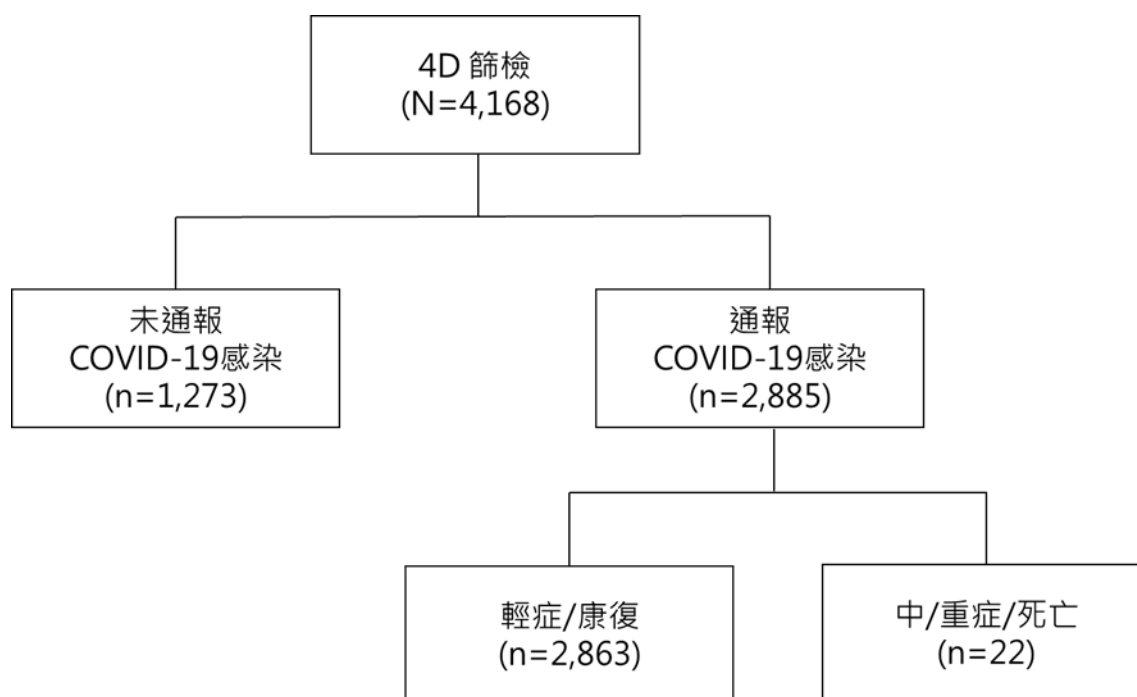 4D 篩檢
(N=4,168)
未通報
COVID-19感染
(n=1,273)
通報
COVID-19感染
(n=2,885)
輕症/康復
(n=2,863)
中/重症/死亡
(n=22)